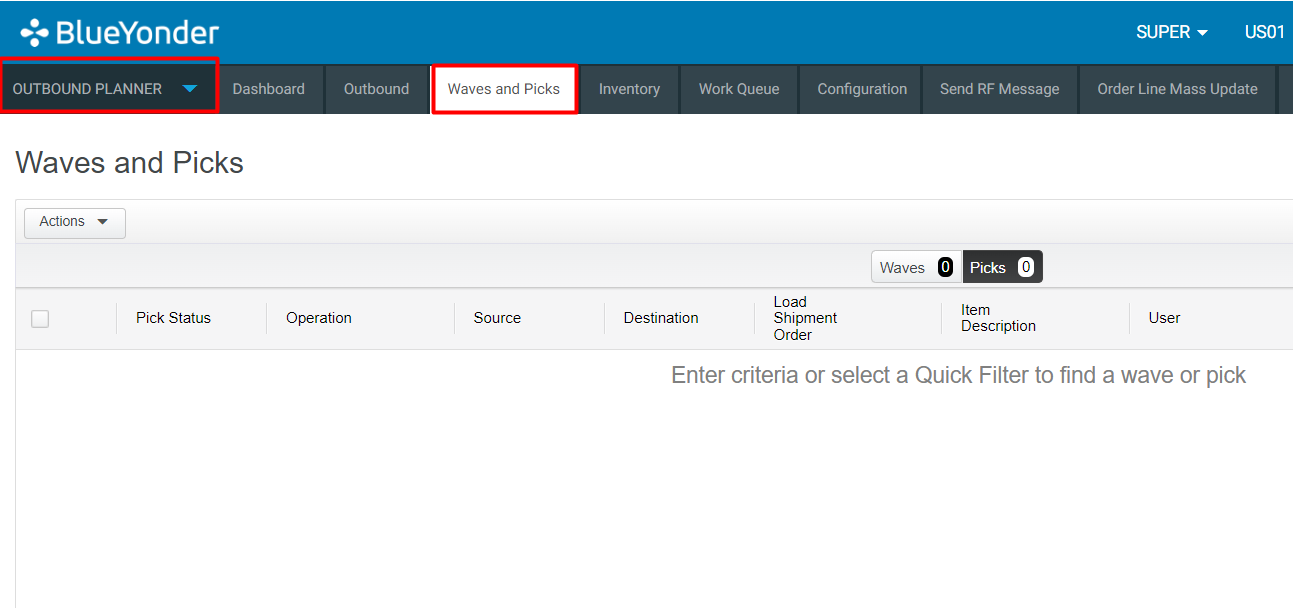 BlueYonder
SUPER
US01
OUTBOUND PLANNER
Dashboard
Outbound
Waves and Picks
Inventory
Work Queue
Configuration
Send RF Message
Order Line Mass Update
Waves and Picks
Actions
Waves 0
Picks 0
Pick Status
Operation
Source
Destination
Load
Shipment
Order
Item
Description
User
Enter criteria or select a Quick Filter to find a wave or pick